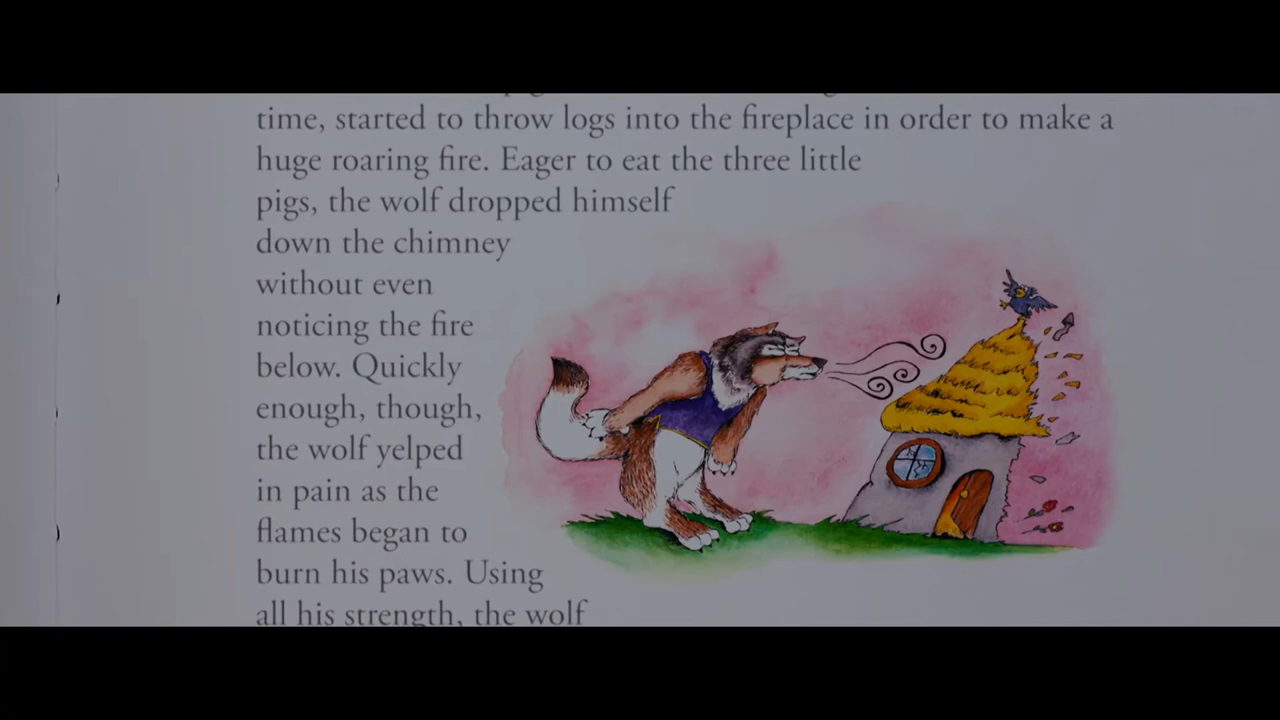 time, started to throw logs into the fireplace in order to make a
huge roaring fire. Eager to eat the three little
pigs, the wolf dropped himself
down the chimney
without even
noticing the fire
below. Quickly
enough, though,
the wolf yelped
in pain as the
flames began to
burn his paws. Using
all his strength, the wolf